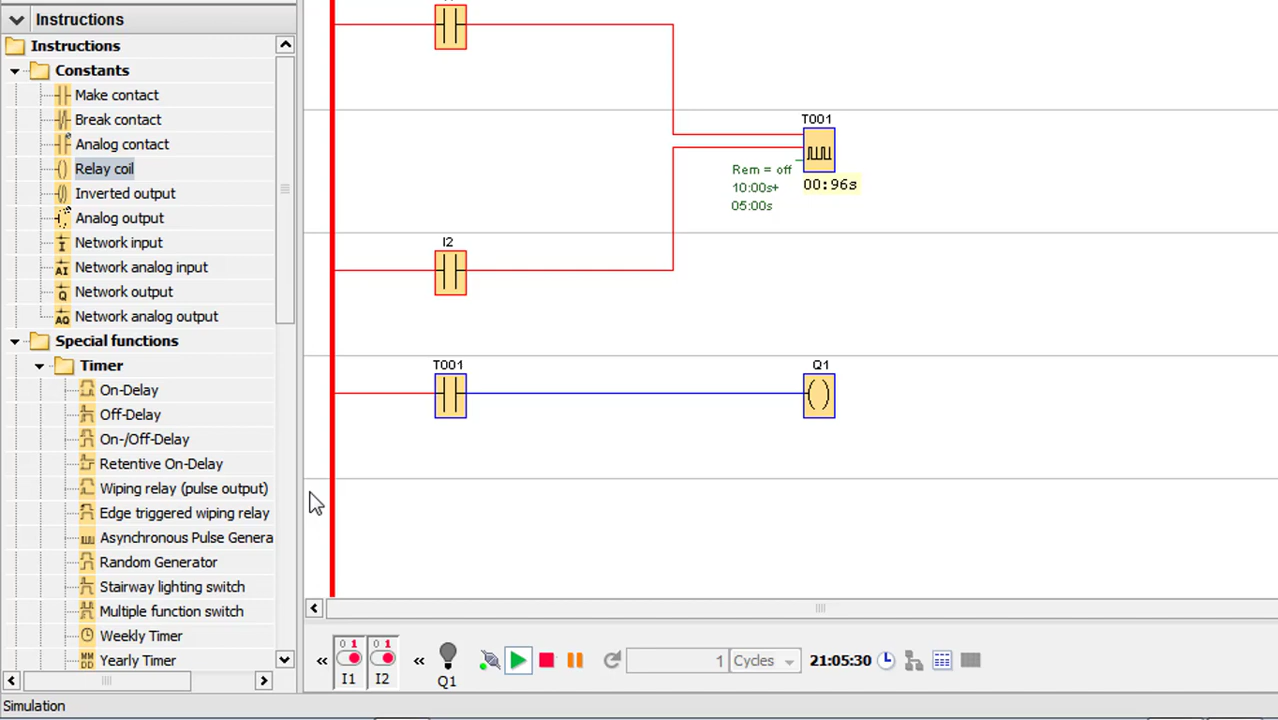 Instructions
Instructions
Constants
Make contact
Break contact
Analog contact
Relay coil
Inverted output
Analog output
Network input
Network analog input
Network output
Network analog output
Special functions
Timer
On-Delay
Off-Delay
On-/Off-Delay
Retentive On-Delay
Wiping relay (pulse output)
Edge triggered wiping relay
Asynchronous Pulse Genera
Random Generator
Stairway lighting switch
Multiple function switch
Weekly Timer
Yearly Timer
T001
Rem = off
10:00s+
05:00s
00:96s
I2
T001
Q1
0 1
0 1
I1
I2
Q1
1
Cycles
21:05:30
Simulation